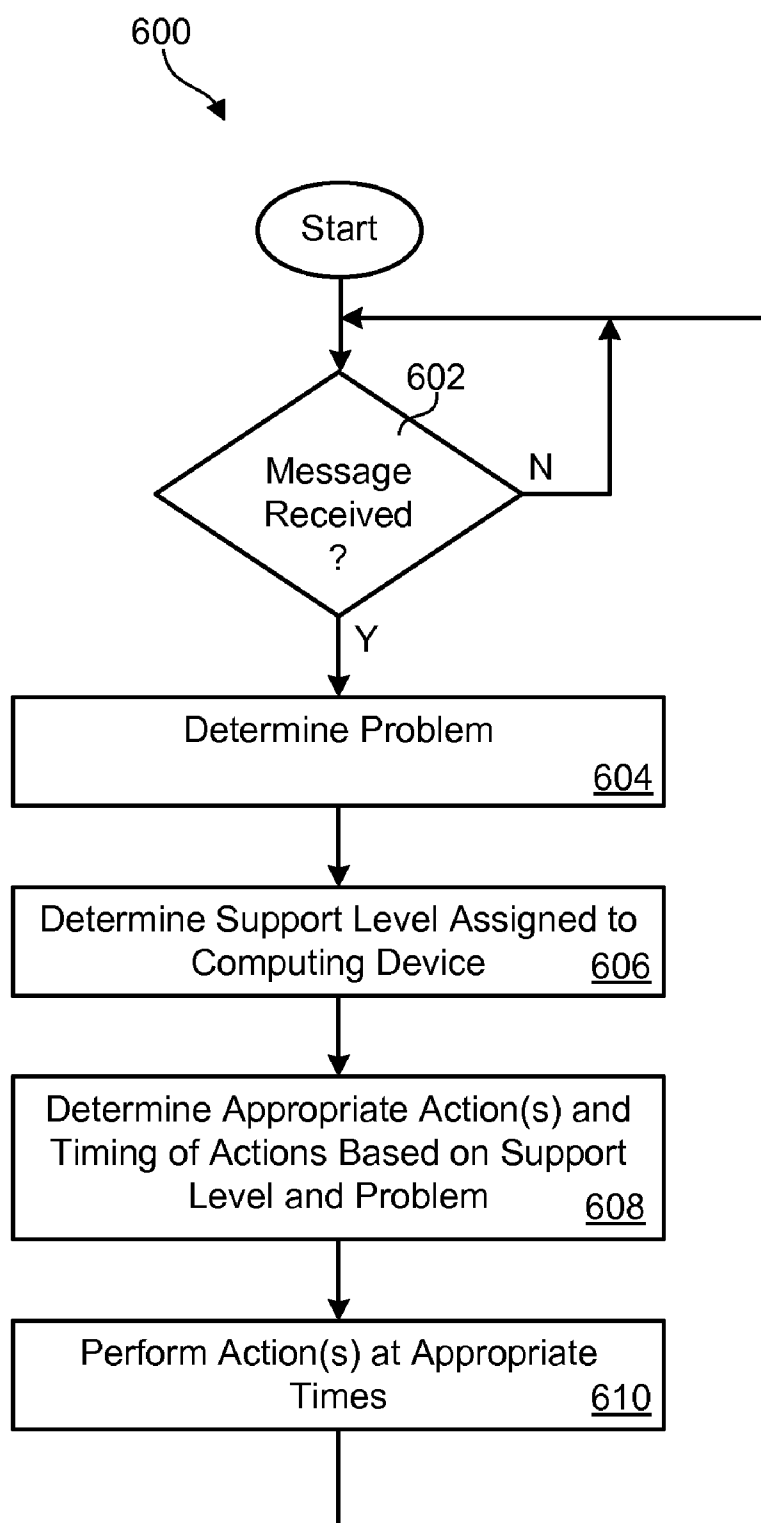 600
Start
602
Message
Received
?
N
Y
Determine Problem
604
Determine Support Level Assigned to
Computing Device
606
Determine Appropriate Action(s) and
Timing of Actions Based on Support
Level and Problem
608
Perform Action(s) at Appropriate
Times
610